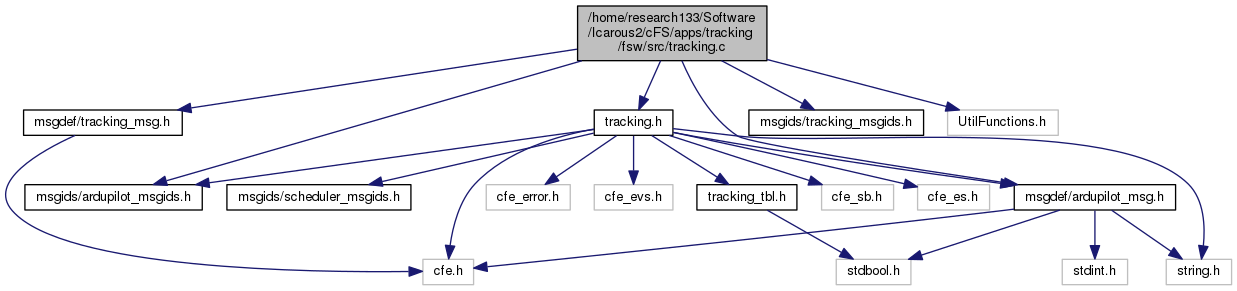 /home/research133/Software
/Icarous2/cFS/apps/tracking
/fsw/src/tracking.c
msgdef/tracking_msg.h
tracking.h
msgids/tracking_msgids.h
UtilFunctions.h
msgids/ardupilot_msgids.h
msgids/scheduler_msgids.h
cfe_error.h
cfe_evs.h
tracking_tbl.h
cfe_sb.h
cfe_es.h
msgdef/ardupilot_msg.h
cfe.h
stdbool.h
stdint.h
string.h